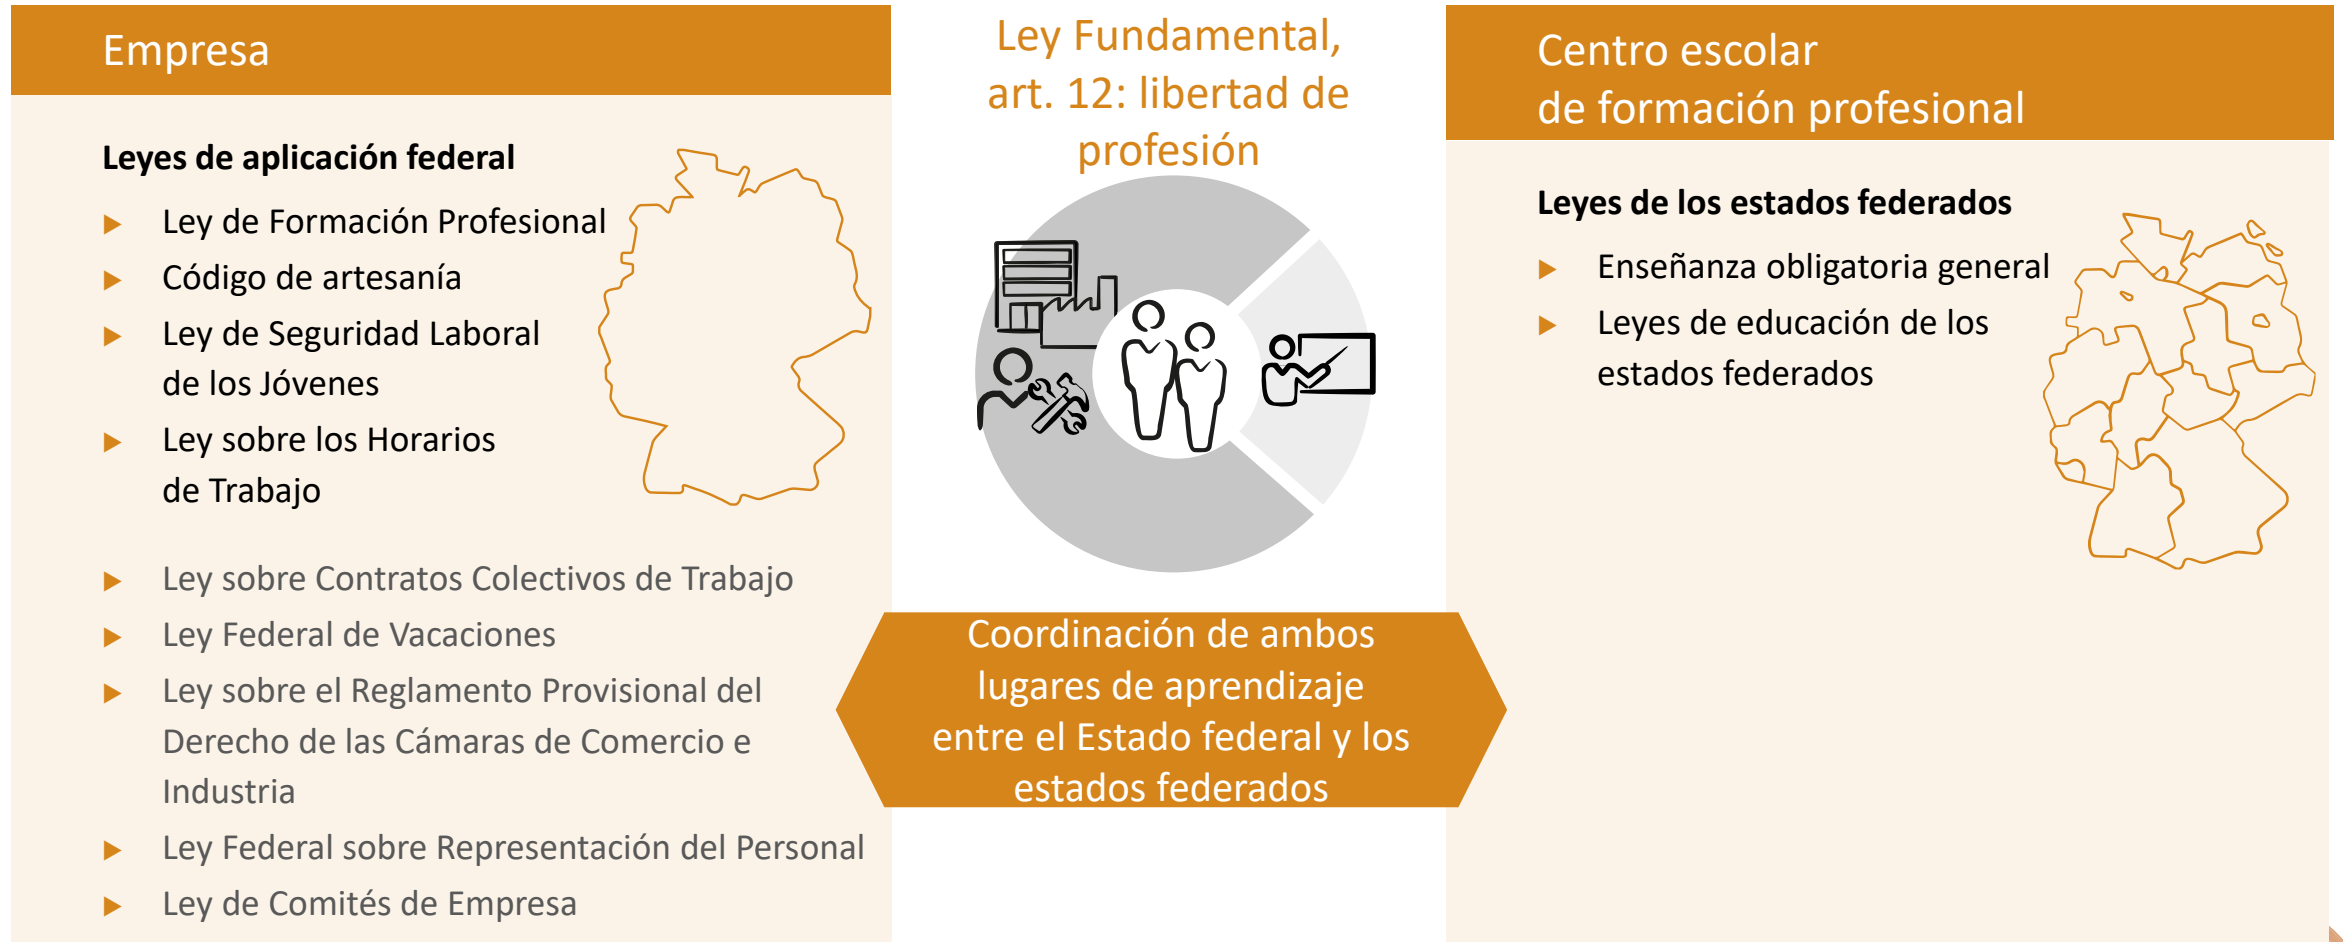 Empresa
Leyes de aplicación federal
Ley de Formación Profesional
Código de artesanía
Ley de Seguridad Laboral
de los Jóvenes
Ley sobre los Horarios
de Trabajo
Ley sobre Contratos Colectivos de Trabajo
Ley Federal de Vacaciones
Ley sobre el Reglamento Provisional del
Derecho de las Cámaras de Comercio e
Industria
Ley Federal sobre Representación del Personal
Ley de Comités de Empresa
Ley Fundamental,
art. 12: libertad de
profesión
Coordinación de ambos
lugares de aprendizaje
entre el Estado federal y los
estados federados
Centro escolar
de formación profesional
Leyes de los estados federados
Enseñanza obligatoria general
Leyes de educación de los
estados federados